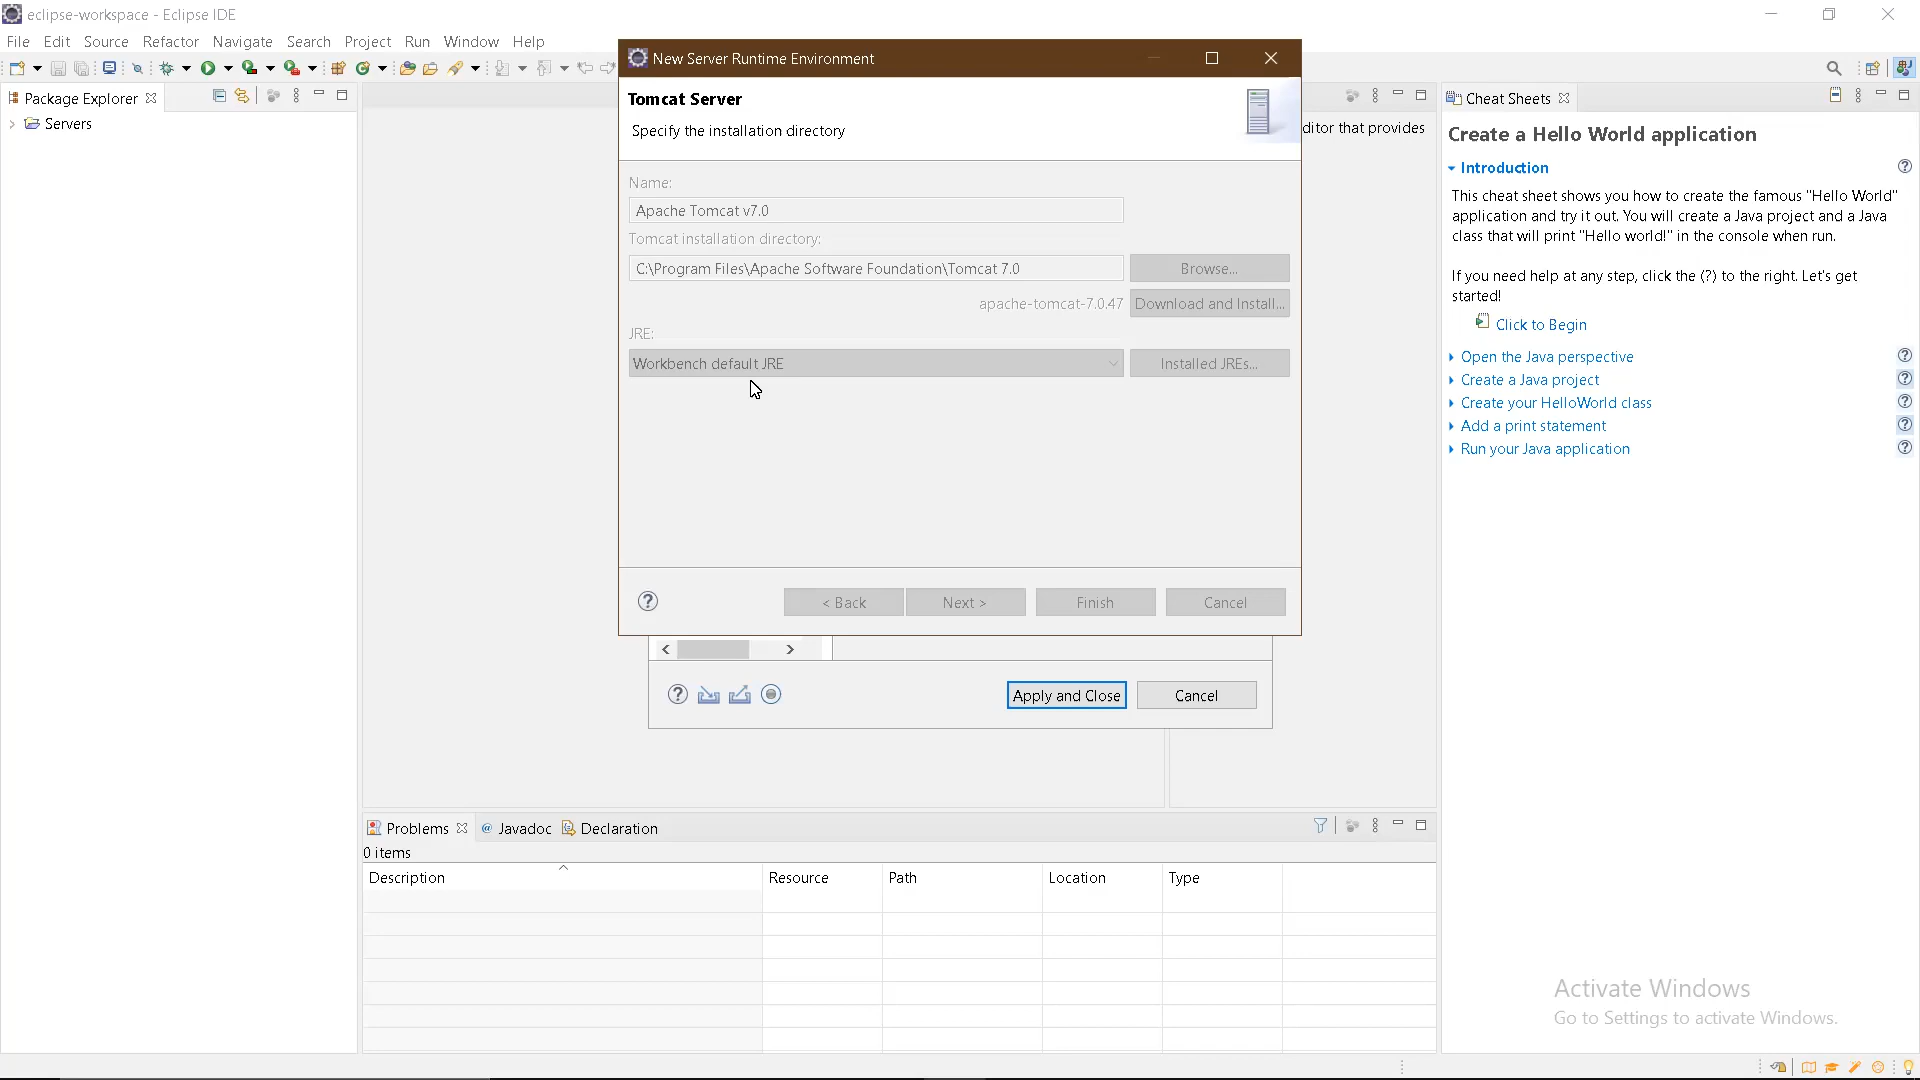 eclipse-workspace - Eclipse IDE
File Edit Source Refactor Navigate Search Project Run Window Help
New Server Runtime Environment
Package Explorer
Servers
Tomcat Server
Specify the installation directory
Name:
Apache Tomcat v7.0
Tomcat installation directory:
C:\Program Files\Apache Software Foundation\Tomcat 7.0
Browse...
apache-tomcat-7.0.47
Download and Install...
JRE:
Workbench default JRE
Installed JREs...
< Back
Next >
Finish
Cancel
Apply and Close
Cancel
ditor that provides
Cheat Sheets
Create a Hello World application
Introduction
This cheat sheet shows you how to create the famous "Hello World"
application and try it out. You will create a Java project and a Java
class that will print "Hello world!" in the console when run.
If you need help at any step, click the (?) to the right. Let's get
started!
Click to Begin
Open the Java perspective
Create a Java project
Create your HelloWorld class
Add a print statement
Run your Java application
Problems
Javadoc
Declaration
0 items
Description Resource Path Location Type
Activate Windows
Go to Settings to activate Windows.